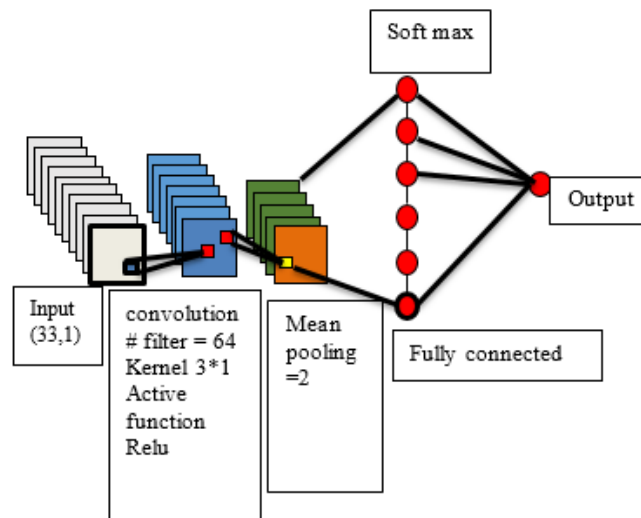 Soft max
Output
Input
(33,1)
convolution
# filter = 64
Kernel 3*1
Active
function
Relu
Mean
pooling
=2
Fully connected